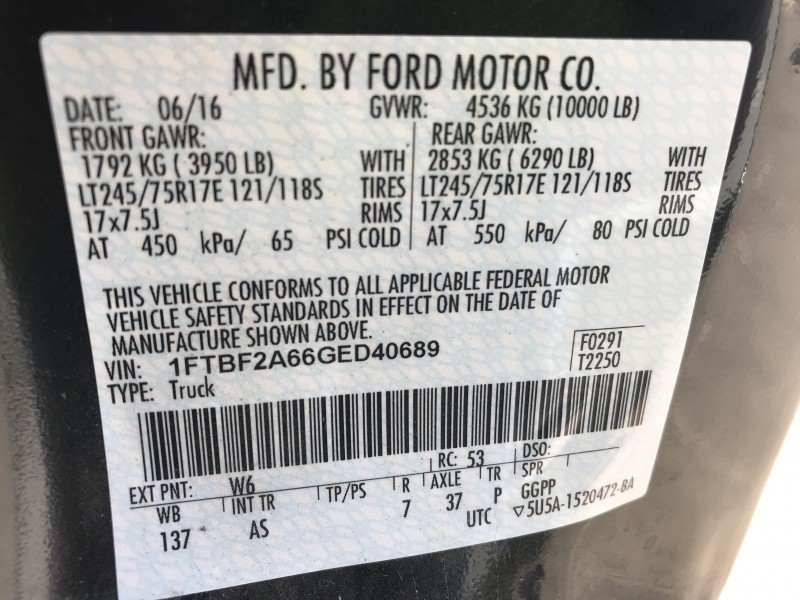 MFD. BY FORD MOTOR CO.
DATE: 06/16 GVWR: 4536 KG (10000 LB)
FRONT GAWR: REAR GAWR:
1792 KG ( 3950 LB) WITH 2853 KG ( 6290 LB) WITH
LT245/75R17E 121/118S TIRES LT245/75R17E 121/118S TIRES
17x7.5J RIMS 17x7.5J RIMS
AT 450 kPa/ 65 PSI COLD AT 550 kPa/ 80 PSI COLD
THIS VEHICLE CONFORMS TO ALL APPLICABLE FEDERAL MOTOR
VEHICLE SAFETY STANDARDS IN EFFECT ON THE DATE OF
MANUFACTURE SHOWN ABOVE.
VIN: 1FTBF2A66GED40689 F0291
TYPE: Truck T2250
EXT PNT: W6 RC: 53 DSO:
WB INT TR TP/PS R AXLE TR SPR
137 AS 7 37 P GGPP
UTC ▽5U5A-1520472-BA